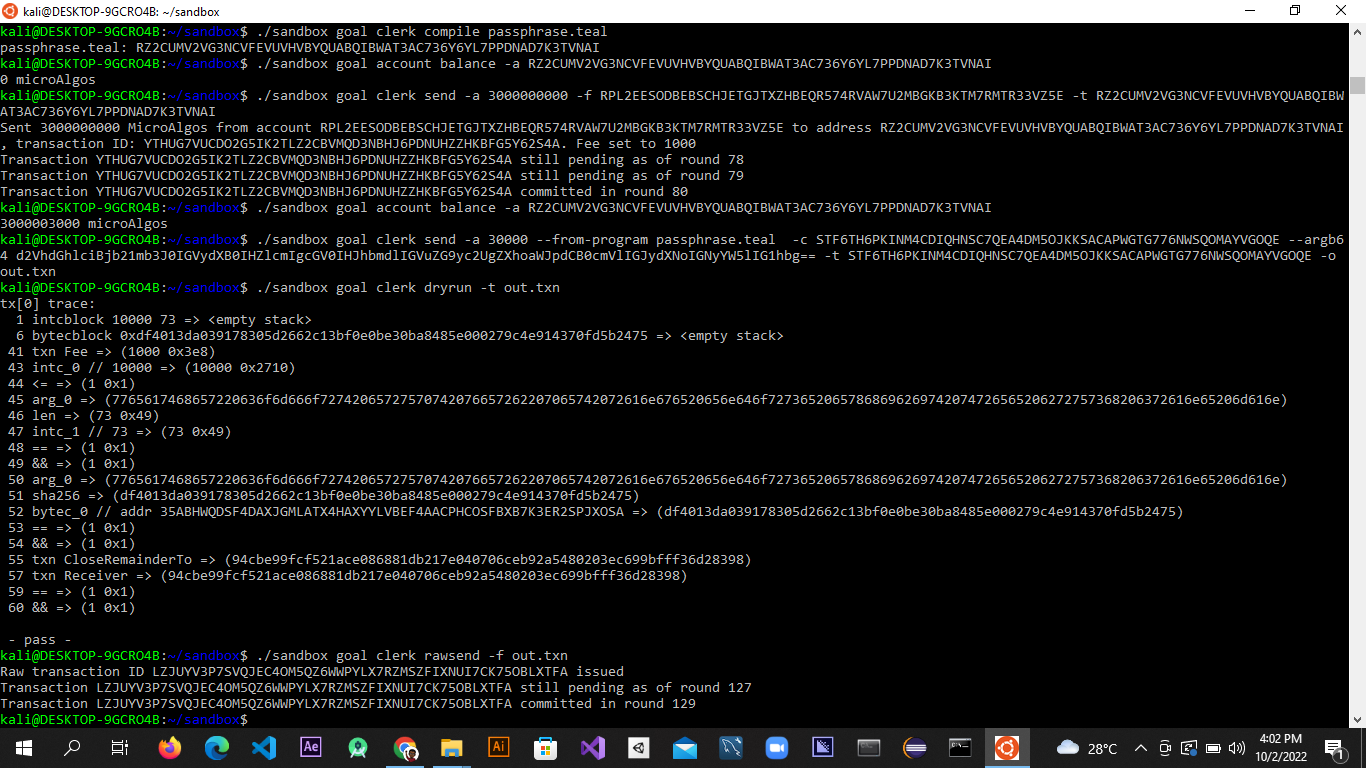 kali@DESKTOP-9GCRO4B: ~/sandbox
kali@DESKTOP-9GCRO4B:~/sandbox$ ./sandbox goal clerk compile passphrase.teal
passphrase.teal: RZ2CUMV2VG3NCVFEVUVHVBYQUABQIBWAT3AC736Y6YL7PPDNAD7K3TVNAI
kali@DESKTOP-9GCRO4B:~/sandbox$ ./sandbox goal account balance -a RZ2CUMV2VG3NCVFEVUVHVBYQUABQIBWAT3AC736Y6YL7PPDNAD7K3TVNAI
0 microAlgos
kali@DESKTOP-9GCRO4B:~/sandbox$ ./sandbox goal clerk send -a 3000000000 -f RPL2EESODBEBSCHJETGJTXZHBEQR574RVAW7U2MBGKB3KTM7RMTR33VZ5E -t RZ2CUMV2VG3NCVFEVUVHVBYQUABQIBW
AT3AC736Y6YL7PPDNAD7K3TVNAI
Sent 3000000000 MicroAlgos from account RPL2EESODBEBSCHJETGJTXZHBEQR574RVAW7U2MBGKB3KTM7RMTR33VZ5E to address RZ2CUMV2VG3NCVFEVUVHVBYQUABQIBWAT3AC736Y6YL7PPDNAD7K3TVNAI
, transaction ID: YTHUG7VUCDO2G5IK2TLZ2CBVMQD3NBHJ6PDNUHZZHKBFG5Y62S4A. Fee set to 1000
Transaction YTHUG7VUCDO2G5IK2TLZ2CBVMQD3NBHJ6PDNUHZZHKBFG5Y62S4A still pending as of round 78
Transaction YTHUG7VUCDO2G5IK2TLZ2CBVMQD3NBHJ6PDNUHZZHKBFG5Y62S4A still pending as of round 79
Transaction YTHUG7VUCDO2G5IK2TLZ2CBVMQD3NBHJ6PDNUHZZHKBFG5Y62S4A committed in round 80
kali@DESKTOP-9GCRO4B:~/sandbox$ ./sandbox goal account balance -a RZ2CUMV2VG3NCVFEVUVHVBYQUABQIBWAT3AC736Y6YL7PPDNAD7K3TVNAI
3000003000 microAlgos
kali@DESKTOP-9GCRO4B:~/sandbox$ ./sandbox goal clerk send -a 30000 --from-program passphrase.teal  -c STF6TH6PKINM4CDIQHNSC7QEA4DM5OJKKSACAPWGTG776NWSQOMAYVGOQE --argb6
4 d2VhdGhlciBjb21mb3J0IGVydXB0IHZlcmIgcGV0IHJhbmdlIGVuZG9yc2UgZXhoaWJpdCB0cmVlIGJydXNoIGNyYW5lIG1hbg== -t STF6TH6PKINM4CDIQHNSC7QEA4DM5OJKKSACAPWGTG776NWSQOMAYVGOQE -o
out.txn
kali@DESKTOP-9GCRO4B:~/sandbox$ ./sandbox goal clerk dryrun -t out.txn
tx[0] trace:
1 intcblock 10000 73 => <empty stack>
6 bytecblock 0xdf4013da039178305d2662c13bf0e0be30ba8485e000279c4e914370fd5b2475 => <empty stack>
41 txn Fee => (1000 0x3e8)
43 intc_0 // 10000 => (10000 0x2710)
44 <= => (1 0x1)
45 arg_0 => (7765617468657220636f6d666f72742065727570742076657262207065742072616e676520656e646f72736520657868696269742074726565206272757368206372616e65206d616e)
46 len => (73 0x49)
47 intc_1 // 73 => (73 0x49)
48 == => (1 0x1)
49 && => (1 0x1)
50 arg_0 => (7765617468657220636f6d666f72742065727570742076657262207065742072616e676520656e646f72736520657868696269742074726565206272757368206372616e65206d616e)
51 sha256 => (df4013da039178305d2662c13bf0e0be30ba8485e000279c4e914370fd5b2475)
52 bytec_0 // addr 35ABHWQDSF4DAXJGMLATX4HAXYYLVBEF4AACPHCOSFBXB7K3ER2SPJXOSA => (df4013da039178305d2662c13bf0e0be30ba8485e000279c4e914370fd5b2475)
53 == => (1 0x1)
54 && => (1 0x1)
55 txn CloseRemainderTo => (94cbe99fcf521ace086881db217e040706ceb92a5480203ec699bfff36d28398)
57 txn Receiver => (94cbe99fcf521ace086881db217e040706ceb92a5480203ec699bfff36d28398)
59 == => (1 0x1)
60 && => (1 0x1)
- pass -
kali@DESKTOP-9GCRO4B:~/sandbox$ ./sandbox goal clerk rawsend -f out.txn
Raw transaction ID LZJUYV3P7SVQJEC4OM5QZ6WWPYLX7RZMSZFIXNUI7CK75OBLXTFA issued
Transaction LZJUYV3P7SVQJEC4OM5QZ6WWPYLX7RZMSZFIXNUI7CK75OBLXTFA still pending as of round 127
Transaction LZJUYV3P7SVQJEC4OM5QZ6WWPYLX7RZMSZFIXNUI7CK75OBLXTFA committed in round 129
kali@DESKTOP-9GCRO4B:~/sandbox$
Ae
Ai
28°C
4:02 PM
10/2/2022
1